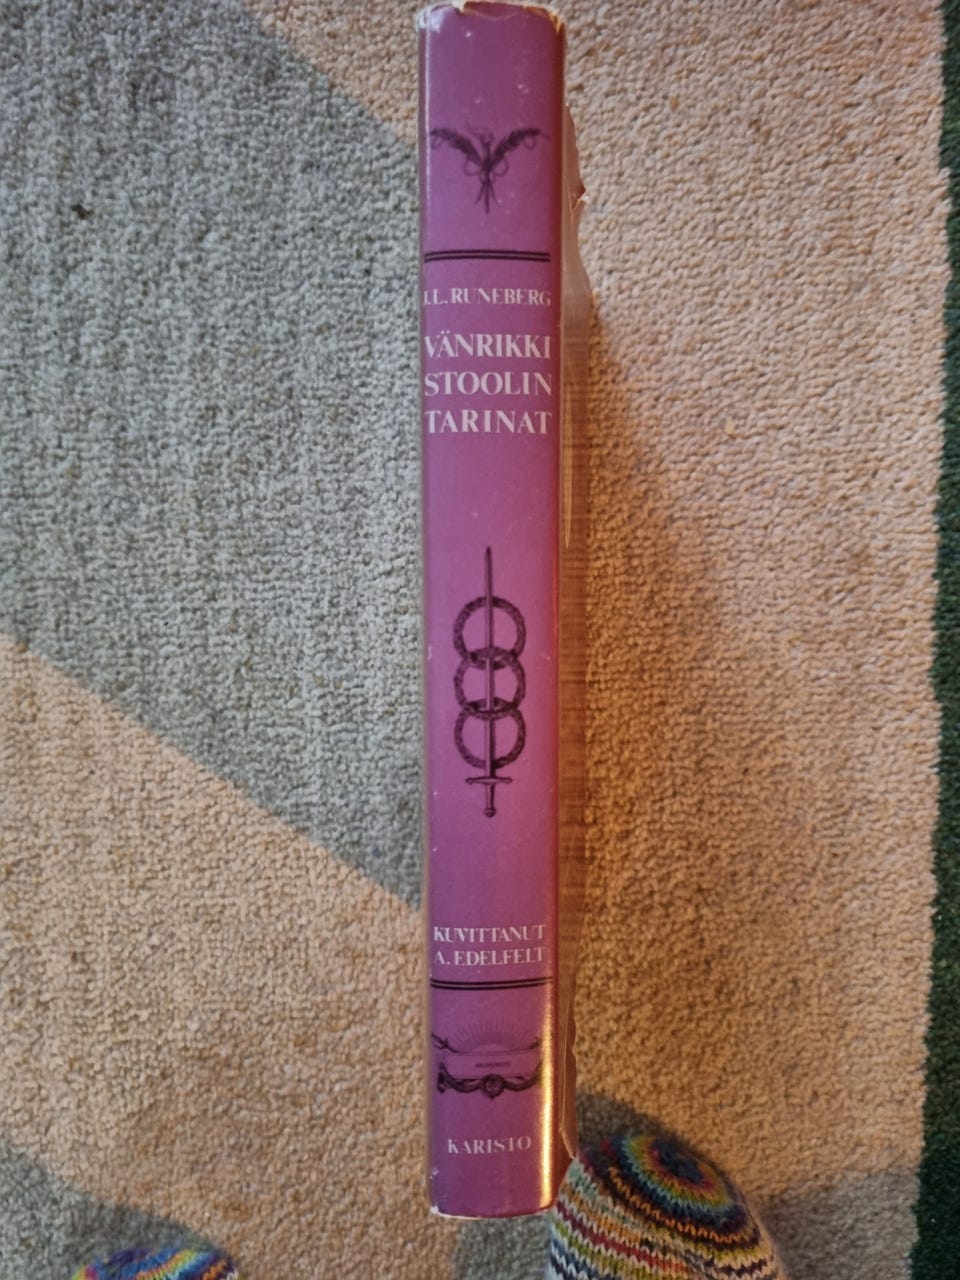 J.L. RUNEBERG
VÄNRIKKI
STOOLIN
TARINAT
KUVITTANUT
A. EDELFELT
KARISTO